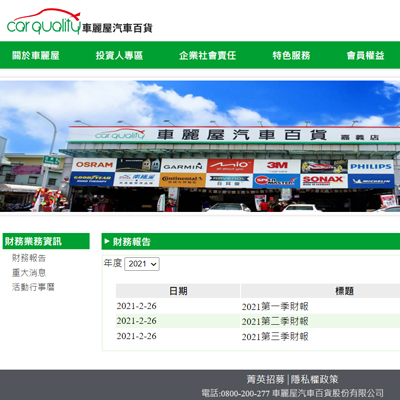 car quality 車麗屋汽車百貨
關於車麗屋 投資人專區 企業社會責任 特色服務 會員權益
car quality 車麗屋汽車百貨 嘉義店
OSRAM GARMIN mio 3M PHILIPS
GOODYEAR 車麗屋 Continental SONAX MICHELIN
財務業務資訊
財務報告
重大消息
活動行事曆
財務報告
年度 2021
日期 標題
2021-2-26 2021第一季財報
2021-2-26 2021第二季財報
2021-2-26 2021第三季財報
菁英招募|隱私權政策
電話:0800-200-277 車麗屋汽車百貨股份有限公司